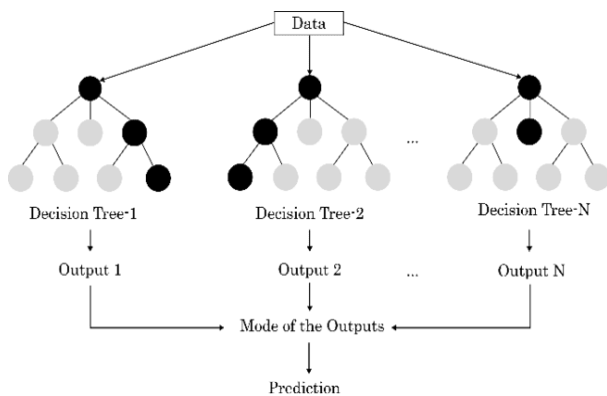 Data
...
Decision Tree-1
Decision Tree-2
Decision Tree-N
Output 1
Output 2
...
Output N
Mode of the Outputs
Prediction